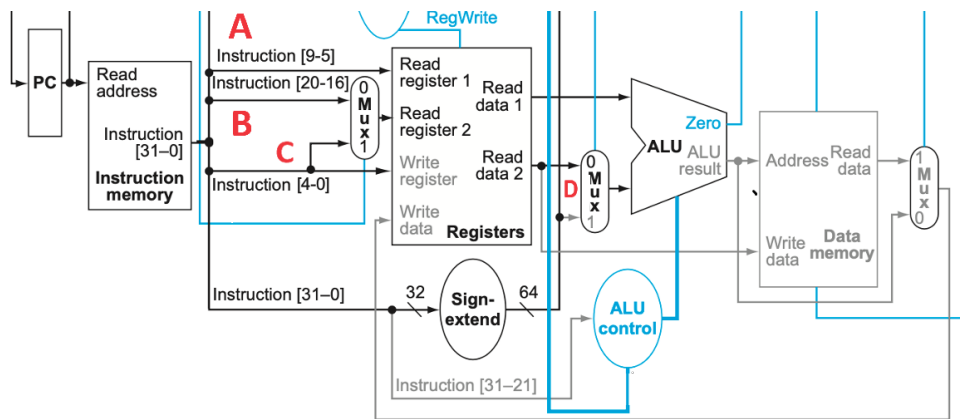 A
RegWrite
Instruction [9-5]
PC
Read
address
Instruction [20-16]
Read
register 1
Read
data 1
B
0
M
u
x
1
Read
register 2
Zero
Instruction
[31–0]
C
ALU
ALU
result
Instruction
memory
Write
register
Read
data 2
D
0
M
u
x
1
Address
Read
data
1
M
u
x
0
Instruction [4-0]
Write
data
Registers
Write
data
Data
memory
Instruction [31–0]
32
Sign-
extend
64
ALU
control
Instruction [31–21]